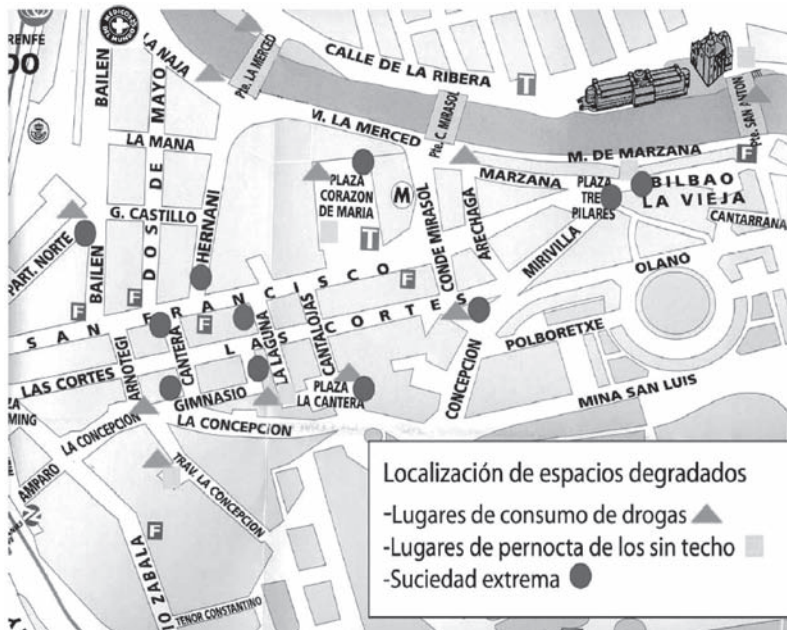 MEDICOS DEL MUNDO
RENFE
BAILEN
LA NAJA
DOS DE MAYO
Pte. LA MERCED
CALLE DE LA RIBERA
T
M. LA MERCED
Pte. C. MIRASOL
Pte. SAN ANTON
LA MANA
M. DE MARZANA
F
MARZANA
PLAZA
CORAZON
DE MARIA
M
BILBAO
LA VIEJA
PLAZA
TRES
PILARES
G. CASTILLO
HERNANI
CONDE MIRASOL
ARECHAGA
CANTARRANA
PART. NORTE
BAILEN
T
MIRIVILLA
OLANO
F
F
F
F
SAN FRANCISCO
LAS CORTES
ARNOTEGI
CANTERA
LA LAGUNA
CANTALOJAS
POLBORETXE
LAS CORTES
GIMNASIO
PLAZA
LA CANTERA
CONCEPCION
MINA SAN LUIS
LA CONCEPCION
LA CONCEPCION
AMPARO
TRAV. LA CONCEPCION
F
IO ZABALA
TENOR CONSTANTINO
Localización de espacios degradados
-Lugares de consumo de drogas
-Lugares de pernocta de los sin techo
-Suciedad extrema